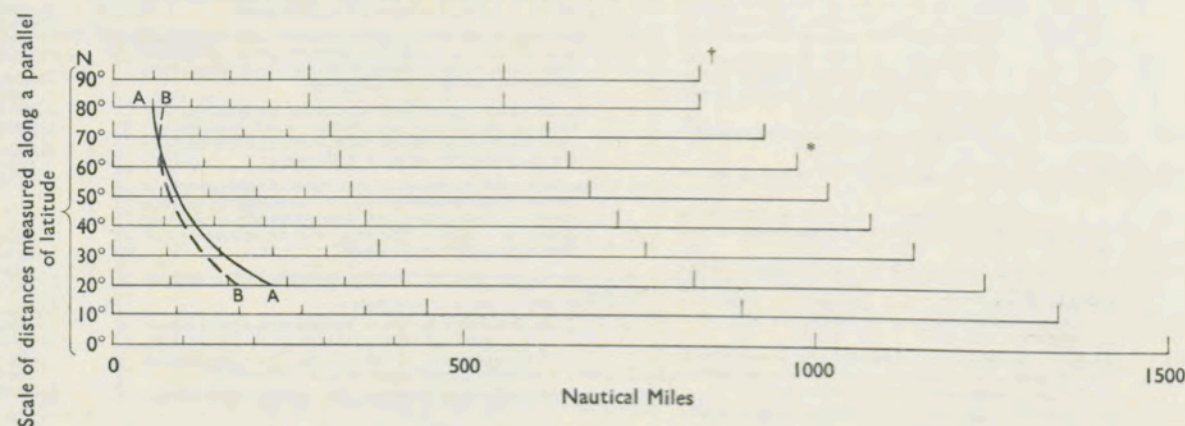 Scale of distances measured along a parallel
of latitude
N
†
90°
A B
80°
70°
*
60°
50°
40°
30°
20°
B A
10°
0°
0 500 1000 1500
Nautical Miles